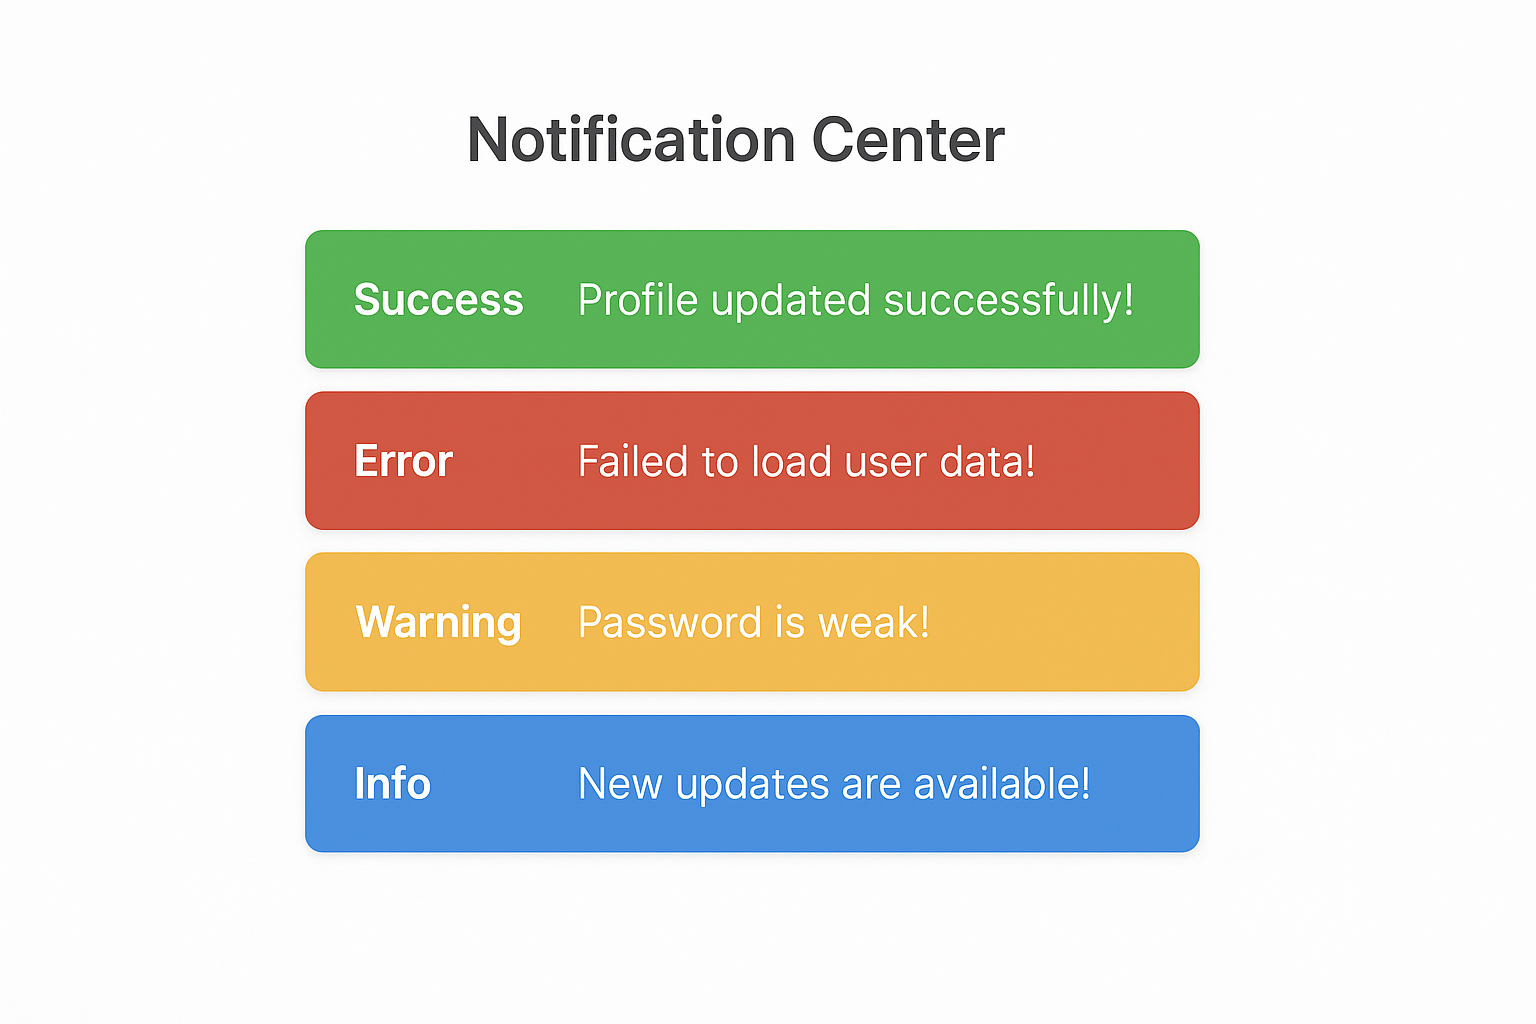 Notification Center
Success Profile updated successfully!
Error Failed to load user data!
Warning Password is weak!
Info New updates are available!